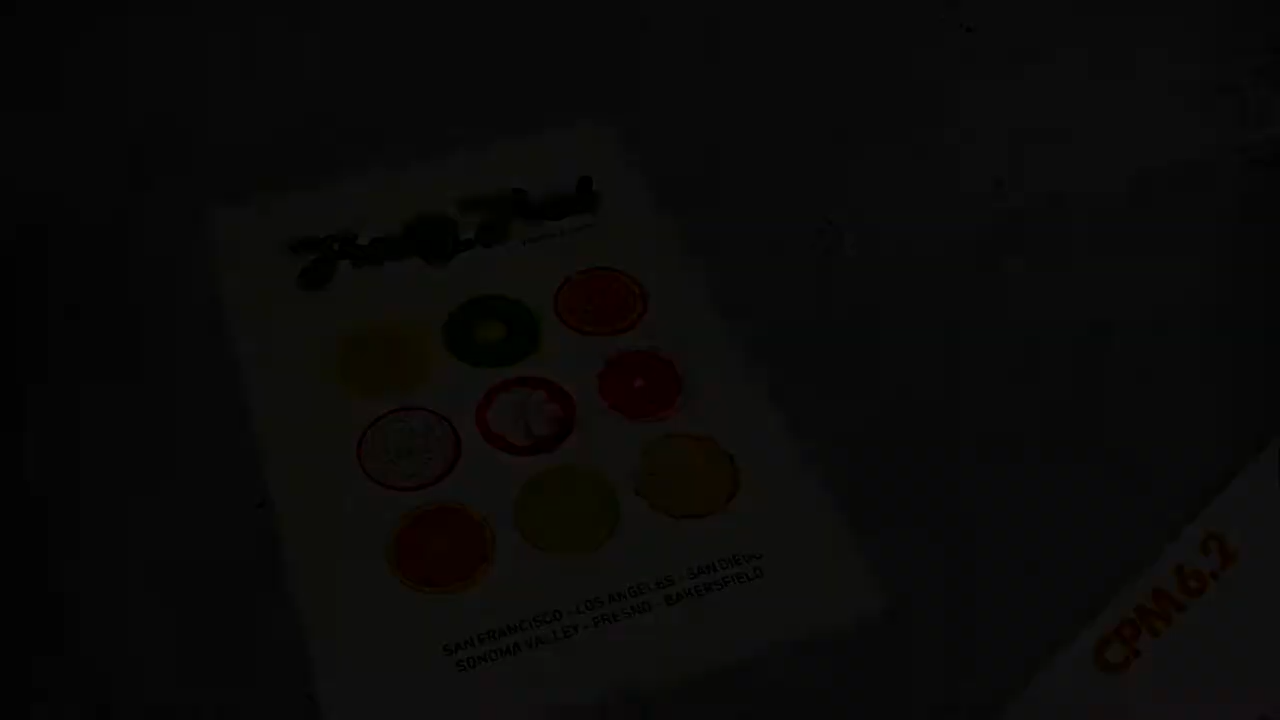 SAN FRANCISCO - LOS ANGELES - SAN DIEGO
SONOMA VALLEY - FRESNO - BAKERSFIELD
CPM 6.2